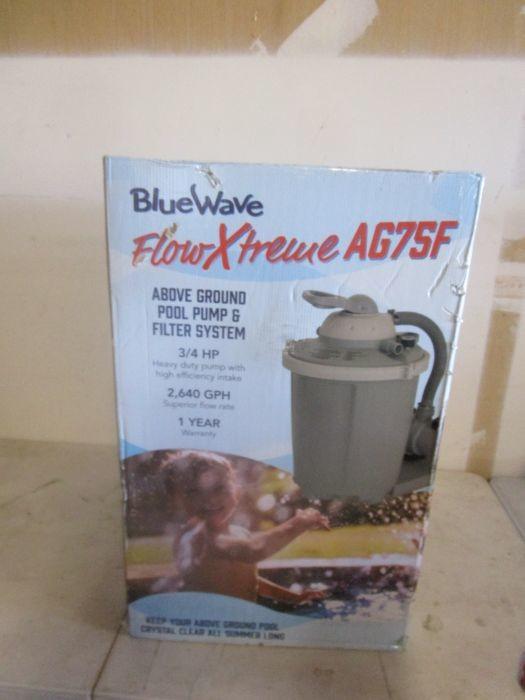 BlueWave
FlowXtreme AG75F
ABOVE GROUND
POOL PUMP &
FILTER SYSTEM
3/4 HP
Heavy duty pump with
high efficiency intake
2,640 GPH
Superior flow rate
1 YEAR
Warranty
KEEP YOUR ABOVE GROUND POOL
CRYSTAL CLEAR ALL SUMMER LONG